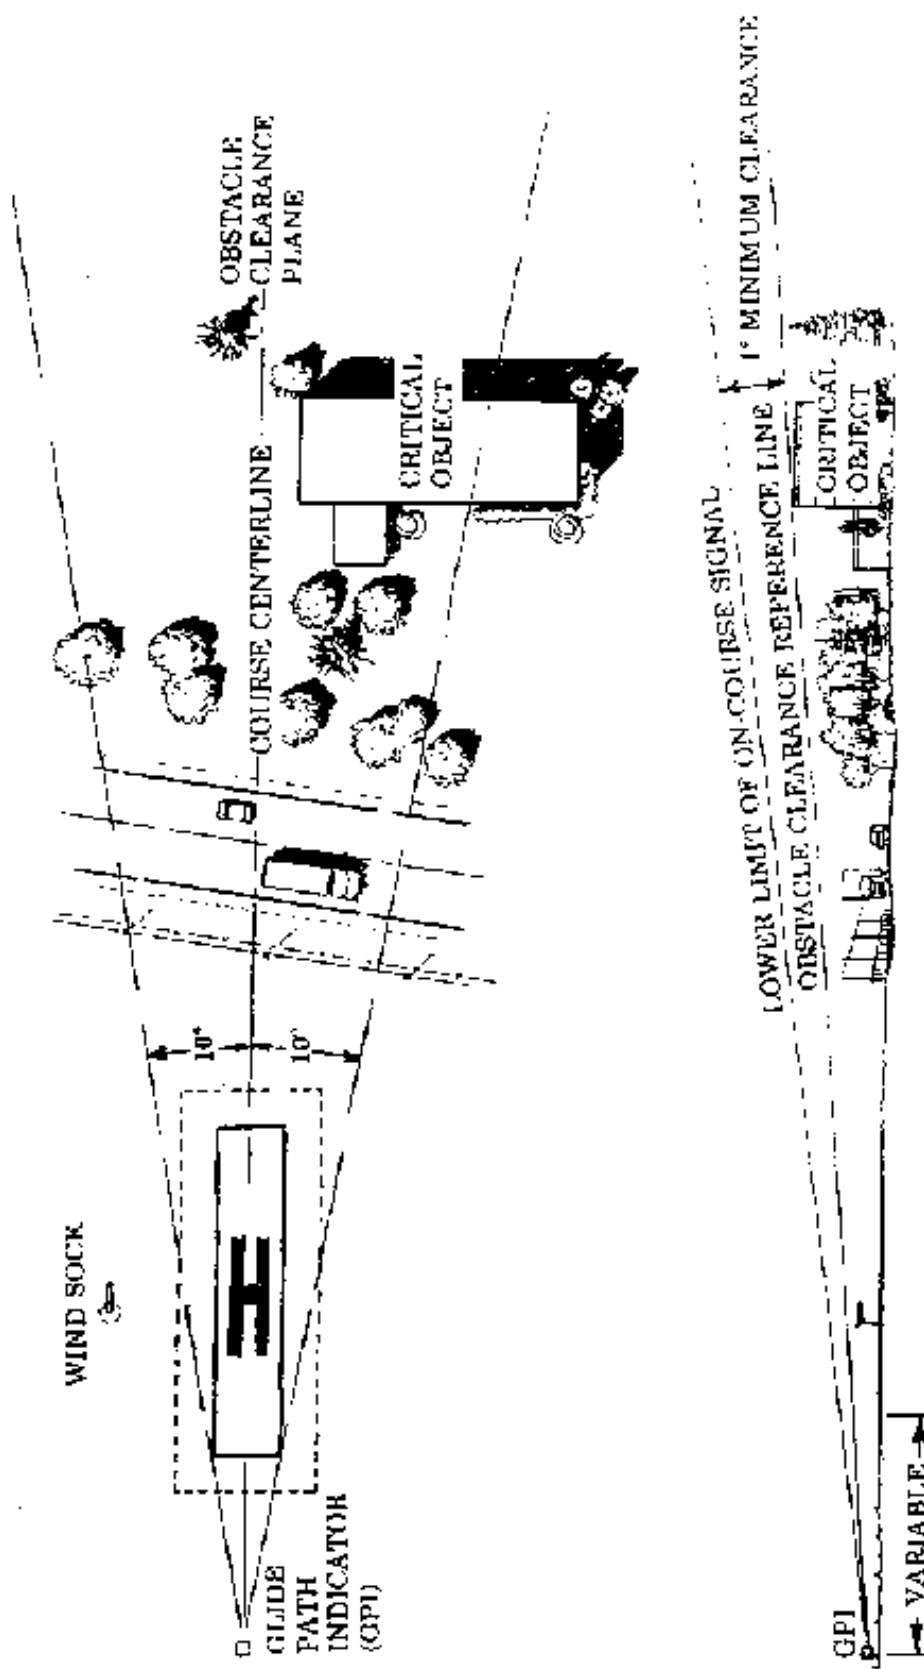 WIND SOCK
GLIDE
PATH
INDICATOR
(GPI)
H
10°
10°
COURSE CENTERLINE
OBSTACLE
CLEARANCE
PLANE
CRITICAL
OBJECT
LOWER LIMIT OF ON-COURSE SIGNAL
OBSTACLE CLEARANCE REFERENCE LINE
1° MINIMUM CLEARANCE
CRITICAL
OBJECT
GPI
VARIABLE